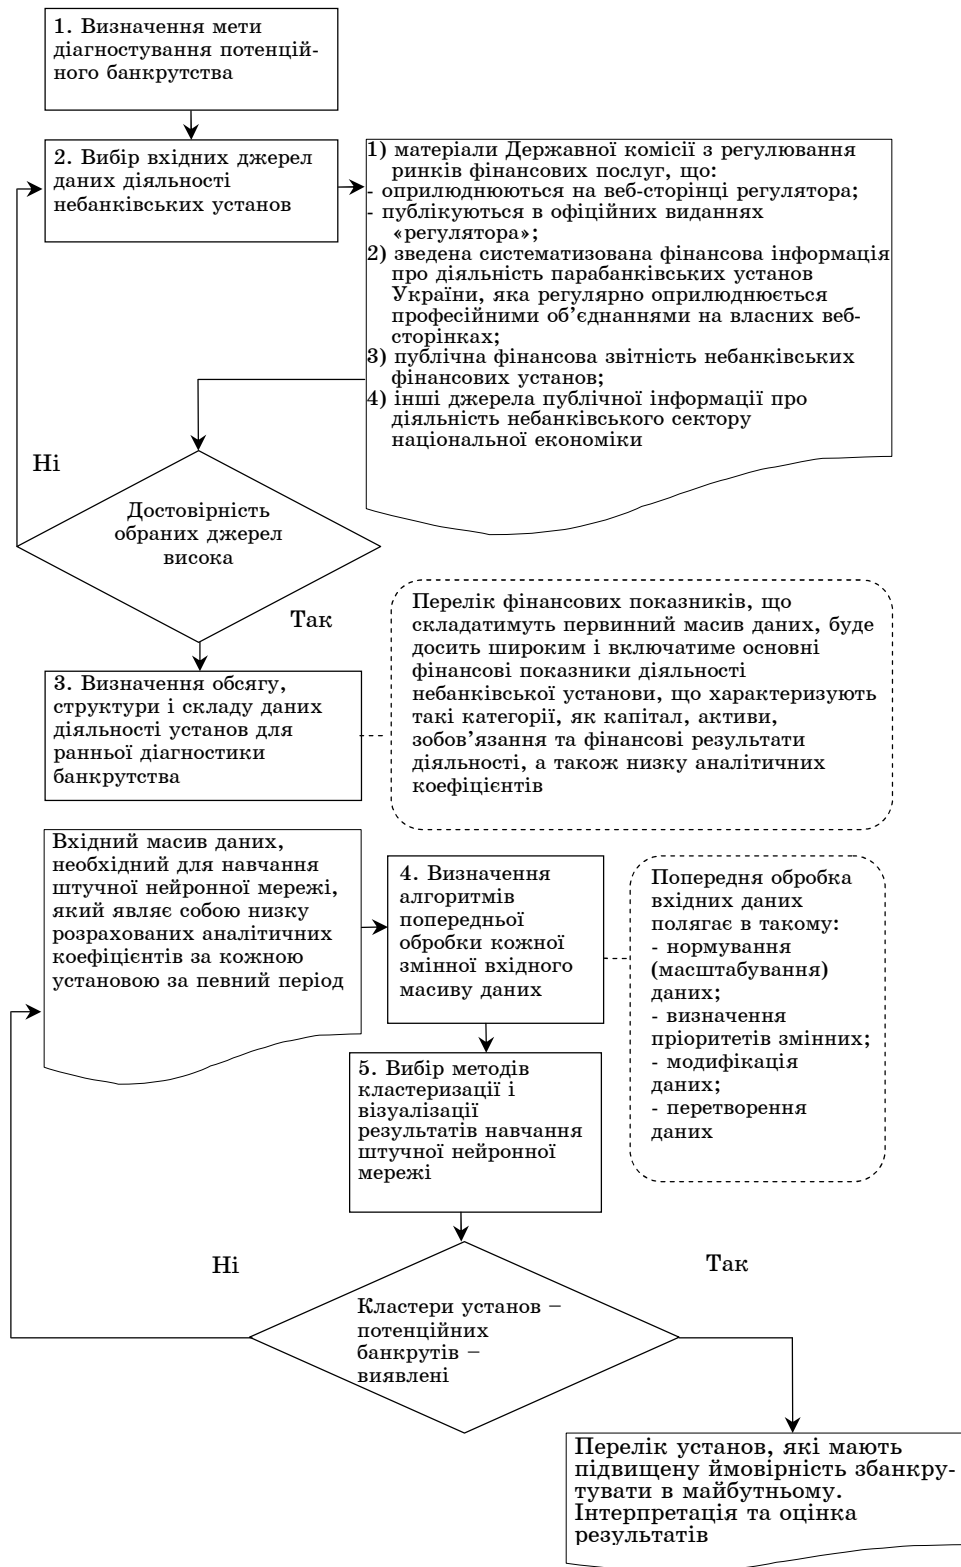 1. Визначення мети
діагностування потенцій-
ного банкрутства
2. Вибір вхідних джерел
даних діяльності
небанківських установ
1) матеріали Державної комісії з регулювання
ринків фінансових послуг, що:
- оприлюднюються на веб-сторінці регулятора;
- публікуються в офіційних виданнях
«регулятора»;
2) зведена систематизована фінансова інформація
про діяльність парабанківських установ
України, яка регулярно оприлюднюється
професійними об’єднаннями на власних веб-
сторінках;
3) публічна фінансова звітність небанківських
фінансових установ;
4) інші джерела публічної інформації про
діяльність небанківського сектору
національної економіки
Ні
Достовірність
обраних джерел
висока
Так
Перелік фінансових показників, що
складатимуть первинний масив даних, буде
досить широким і включатиме основні
фінансові показники діяльності
небанківської установи, що характеризують
такі категорії, як капітал, активи,
зобов’язання та фінансові результати
діяльності, а також низку аналітичних
коефіцієнтів
3. Визначення обсягу,
структури і складу даних
діяльності установ для
ранньої діагностики
банкрутства
Вхідний масив даних,
необхідний для навчання
штучної нейронної мережі,
який являє собою низку
розрахованих аналітичних
коефіцієнтів за кожною
установою за певний період
4. Визначення
алгоритмів
попередньої
обробки кожної
змінної вхідного
масиву даних
Попередня обробка
вхідних даних
полягає в такому:
- нормування
(масштабування)
даних;
- визначення
пріоритетів змінних;
- модифікація
даних;
- перетворення
даних
5. Вибір методів
кластеризації і
візуалізації
результатів навчання
штучної нейронної
мережі
Ні
Так
Кластери установ –
потенційних
банкрутів –
виявлені
Перелік установ, які мають
підвищену ймовірність збанкру-
тувати в майбутньому.
Інтерпретація та оцінка
результатів